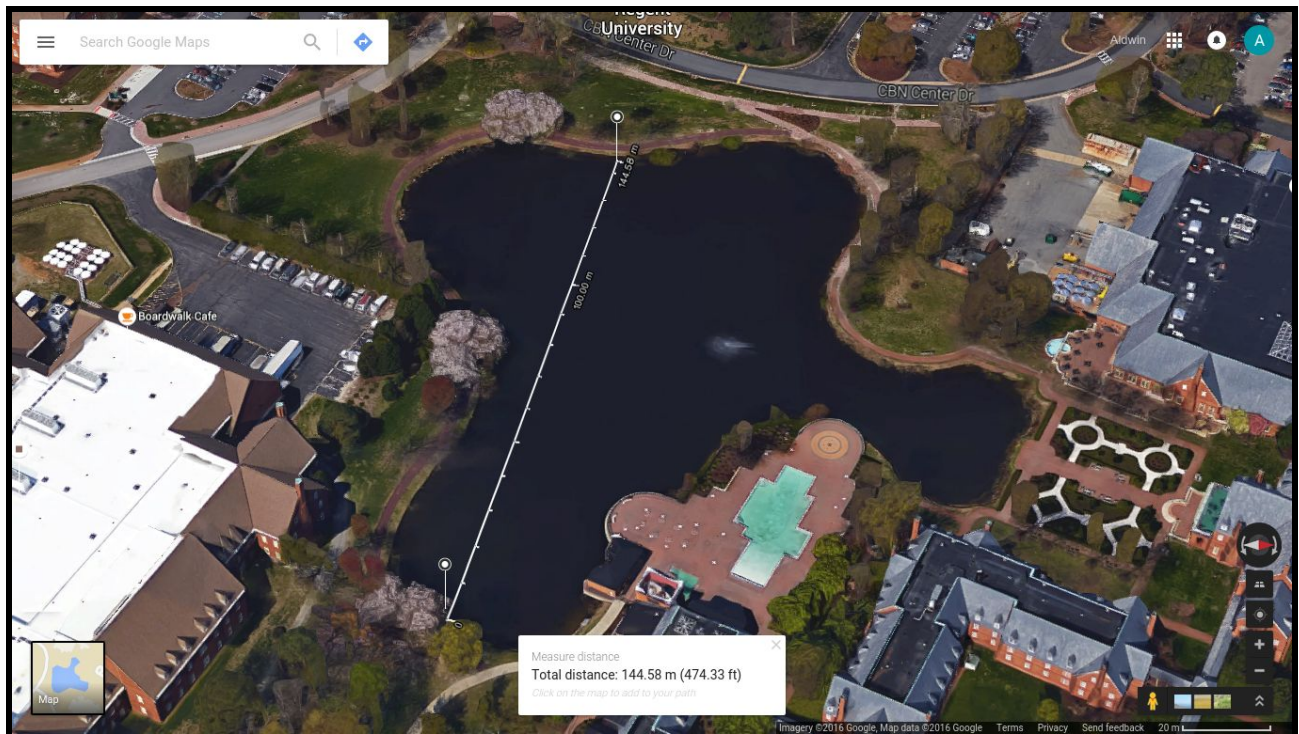 Search Google Maps
Regent
University
CBN Center Dr
Aldwin
A
CBN Center Dr
144.58 m
100.00 m
Boardwalk Cafe
0
Measure distance
Total distance: 144.58 m (474.33 ft)
Click on the map to add to your path
Map
Imagery ©2016 Google, Map data ©2016 Google Terms Privacy Send feedback 20 m